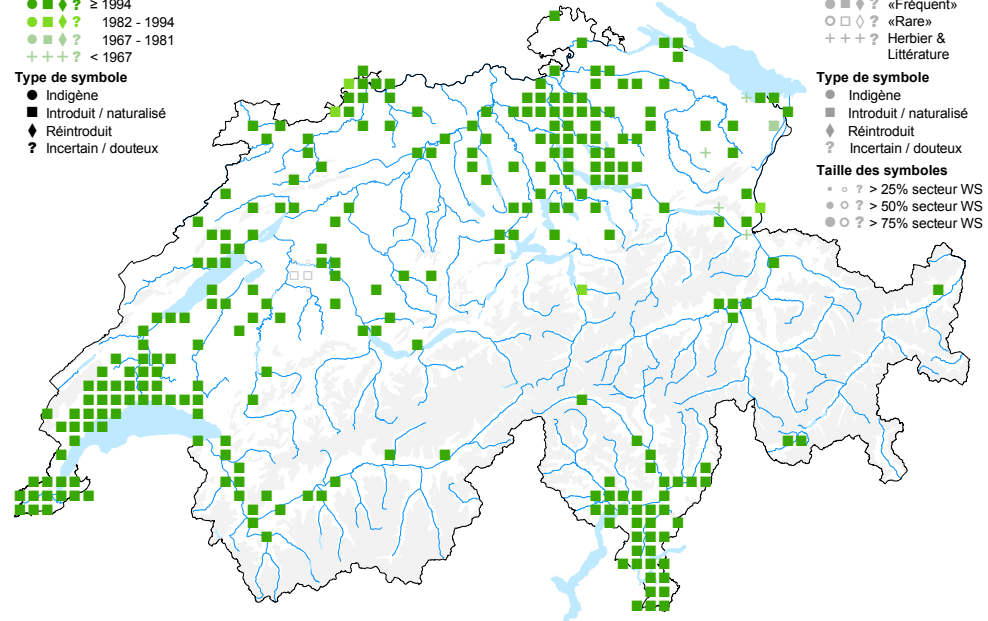 ? ≥ 1994
? 1982 - 1994
? 1967 - 1981
+++? < 1967
Type de symbole
Indigène
Introduit / naturalisé
Réintroduit
? Incertain / douteux
? «Fréquent»
? «Rare»
+++? Herbier &
Littérature
Type de symbole
Indigène
Introduit / naturalisé
Réintroduit
? Incertain / douteux
Taille des symboles
? > 25% secteur WS
? > 50% secteur WS
? > 75% secteur WS